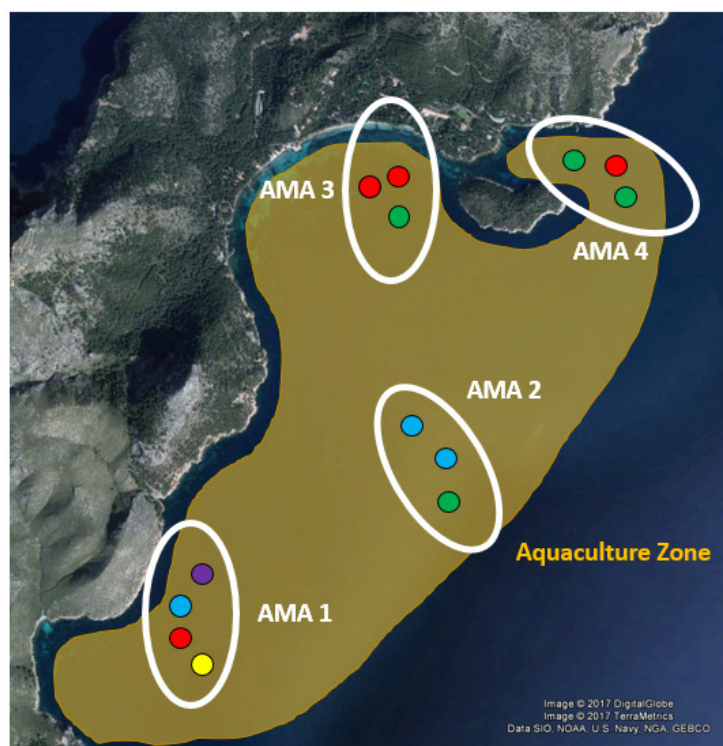 AMA 3
AMA 4
AMA 2
Aquaculture Zone
AMA 1
Image © 2017 DigitalGlobe
Image © 2017 TerraMetrics
Data SIO, NOAA, U.S. Navy, NGA, GEBCO